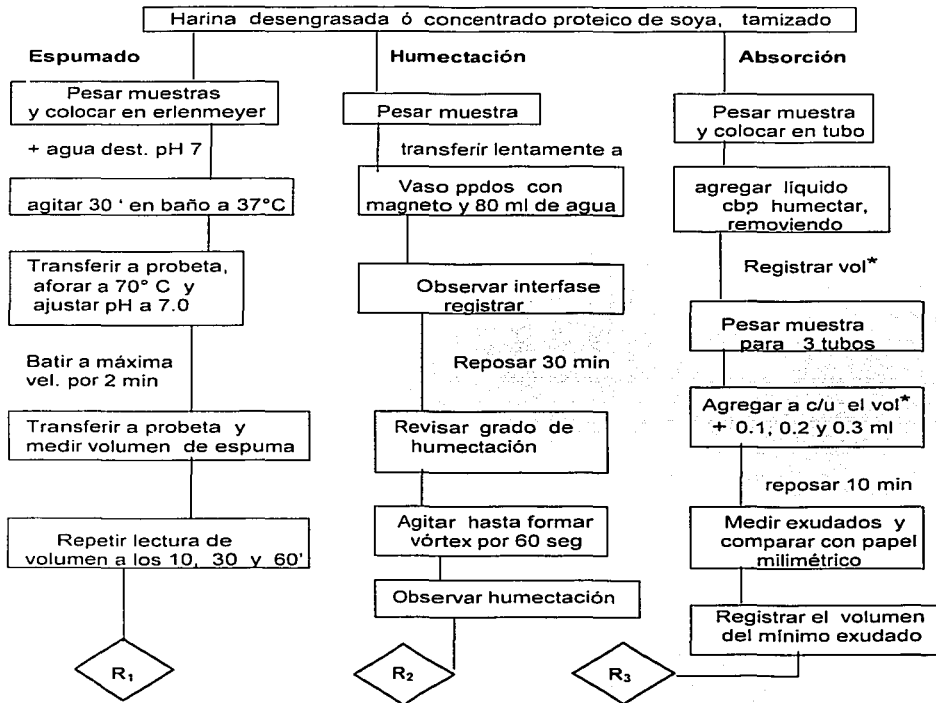 Harina desengrasada ó concentrado proteico de soya, tamizado
Espumado
Pesar muestras
y colocar en erlenmeyer
+ agua dest. pH 7
agitar 30 ' en baño a 37°C
Transferir a probeta,
aforar a 70° C y
ajustar pH a 7.0
Batir a máxima
vel. por 2 min
Transferir a probeta y
medir volumen de espuma
Repetir lectura de
volumen a los 10, 30 y 60'
R₁
Humectación
Pesar muestra
transferir lentamente a
Vaso ppdos con
magneto y 80 ml de agua
Observar interfase
registrar
Reposar 30 min
Revisar grado de
humectación
Agitar hasta formar
vórtex por 60 seg
Observar humectación
R₂
Absorción
Pesar muestra
y colocar en tubo
agregar líquido
cbp humectar,
removiendo
Registrar vol*
Pesar muestra
para 3 tubos
Agregar a c/u el vol*
+ 0.1, 0.2 y 0.3 ml
reposar 10 min
Medir exudados y
comparar con papel
milimétrico
Registrar el volumen
del mínimo exudado
R₃